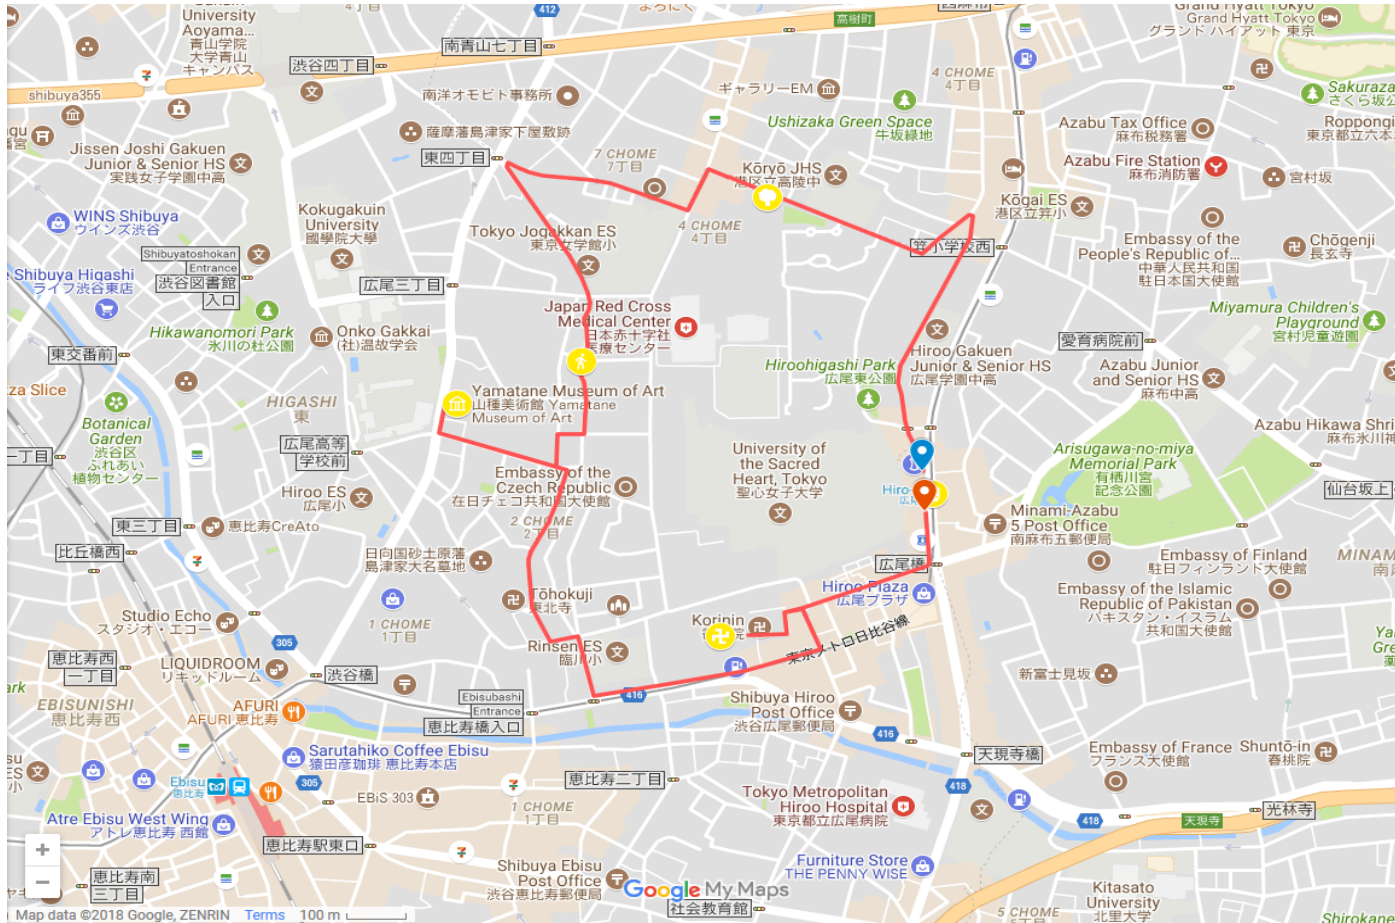 University
Aoyama...
青山学院
大学青山
キャンパス
412
南青山七丁目
渋谷四丁目
高樹町
Grand Hyatt Tokyo
グランド ハイアット 東京
shibuya355
南洋オモビト事務所
ギャラリーEM
4 CHOME
4丁目
Ushizaka Green Space
牛坂緑地
Sakuraza
さくら坂公
Azabu Tax Office
麻布税務署
Roppongi
東京都立六本
Jissen Joshi Gakuen
Junior & Senior HS
実践女子学園中高
薩摩藩島津家下屋敷跡
東四丁目
7 CHOME
7丁目
Kōryō JHS
港区立高陵中
Azabu Fire Station
麻布消防署
宮村坂
WINS Shibuya
ウインズ渋谷
Kokugakuin
University
國學院大學
Tokyo Jogakkan ES
東京女学館小
4 CHOME
4丁目
Kōgai ES
港区立笄小
笄小学校西
Embassy of the
People's Republic of...
中華人民共和国
駐日本国大使館
Chōgenji
長玄寺
Shibuyatoshokan
Entrance
渋谷図書館
入口
Shibuya Higashi
ライフ渋谷東店
広尾三丁目
Japan Red Cross
Medical Center
日本赤十字社
医療センター
Miyamura Children's
Playground
宮村児童遊園
Hikawanomori Park
氷川の杜公園
Onko Gakkai
(社)温故学会
愛育病院前
東交番前
Hiroohigashi Park
広尾東公園
Hiroo Gakuen
Junior & Senior HS
広尾学園中高
Azabu Junior
and Senior HS
麻布中高
za Slice
Yamatane Museum of Art
山種美術館 Yamatane
Museum of Art
HIGASHI
東
Botanical
Garden
渋谷区
ふれあい
植物センター
広尾高等
学校前
一丁目
University of
the Sacred
Heart, Tokyo
聖心女子大学
Arisugawa-no-miya
Memorial Park
有栖川宮
記念公園
Azabu Hikawa Shri
麻布氷川神
Embassy of the
Czech Republic
在日チェコ共和国大使館
仙台坂上
Hiroo ES
広尾小
2 CHOME
2丁目
Minami-Azabu
5 Post Office
南麻布五郵便局
東三丁目
恵比寿CreAto
比丘橋西
日向国砂土原藩
島津家大名墓地
広尾橋
Embassy of Finland
駐日フィンランド大使館
MINAM
Hiroo Plaza
広尾プラザ
Embassy of the Islamic
Republic of Pakistan
パキスタン・イスラム
共和国大使館
Tōhokuji
東北寺
Studio Echo
スタジオ・エコー
1 CHOME
1丁目
Korinin
Rinsen ES
臨川小
東京メトロ日比谷線
305
恵比寿西
一丁目
LIQUIDROOM
リキッドルーム
渋谷橋
新富士見坂
EBISUNISHI
恵比寿西
AFURI
AFURI 恵比寿
Ebisubashi
Entrance
恵比寿橋入口
416
Shibuya Hiroo
Post Office
渋谷広尾郵便局
416
Sarutahiko Coffee Ebisu
猿田彦珈琲 恵比寿本店
天現寺橋
Embassy of France
フランス大使館
Shuntō-in
春桃院
Ebisu
恵比寿
305
EBiS 303
恵比寿二丁目
Tokyo Metropolitan
Hiroo Hospital
東京都立広尾病院
418
418
天現寺
光林寺
Atre Ebisu West Wing
アトレ恵比寿 西館
1 CHOME
1丁目
恵比寿駅東口
Furniture Store
THE PENNY WISE
恵比寿南
三丁目
Shibuya Ebisu
Post Office
渋谷恵比寿郵便局
Google My Maps
社会教育館
Kitasato
University
北里大学
5 CHOME
Shirokane
Map data ©2018 Google, ZENRIN Terms 100 m